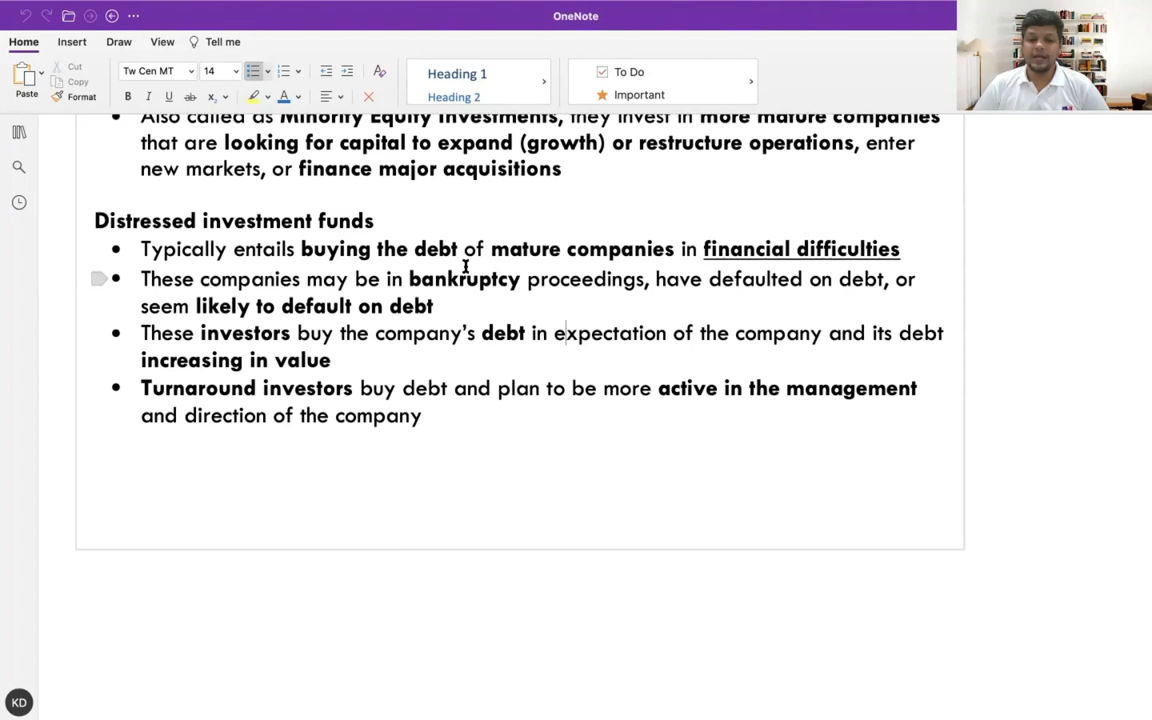 OneNote
Home Insert Draw View Tell me
Paste
Cut
Copy
Format
Tw Cen MT 14
B I U ab x₂ A
Heading 1
Heading 2
To Do
Important
• Also called as Minority Equity Investments, they invest in more mature companies
that are looking for capital to expand (growth) or restructure operations, enter
new markets, or finance major acquisitions
Distressed investment funds
• Typically entails buying the debt of mature companies in financial difficulties
• These companies may be in bankruptcy proceedings, have defaulted on debt, or
seem likely to default on debt
• These investors buy the company's debt in expectation of the company and its debt
increasing in value
• Turnaround investors buy debt and plan to be more active in the management
and direction of the company
KD